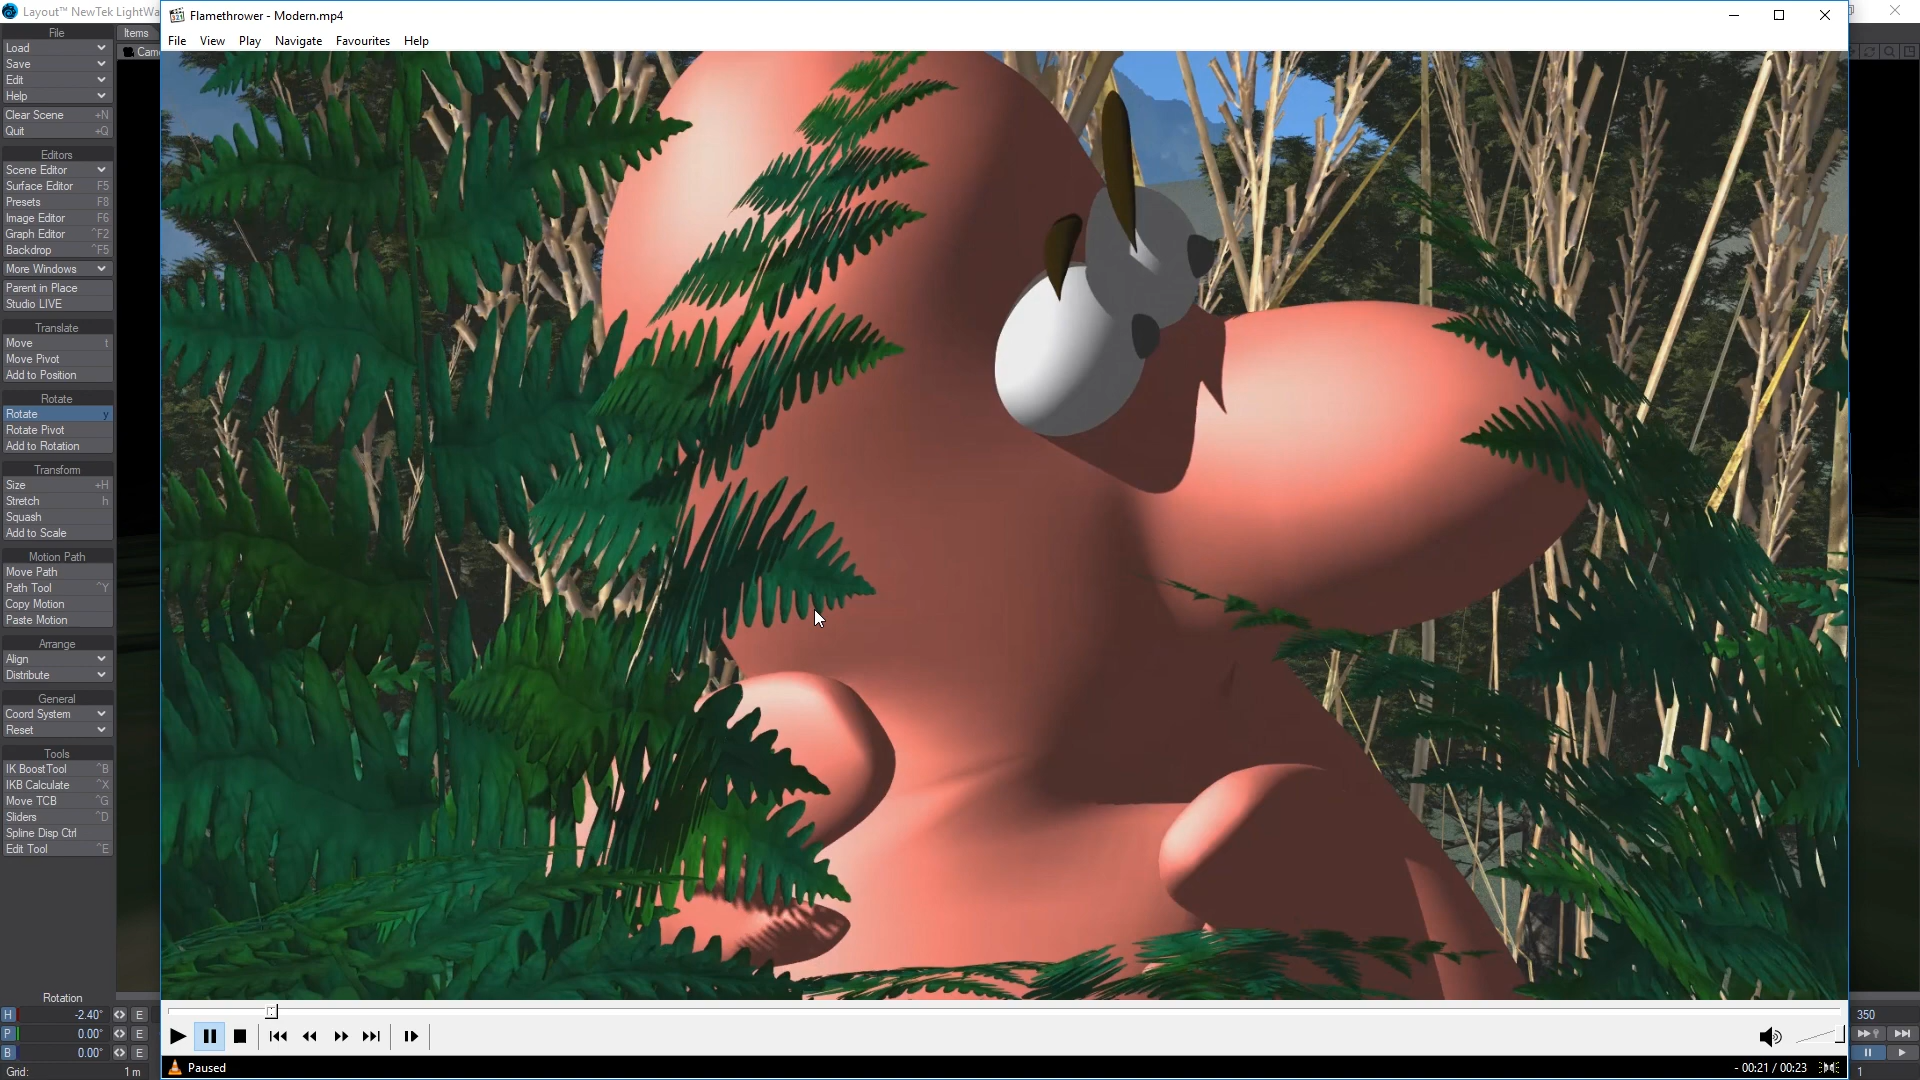 Layout™ NewTek LightWa
Flamethrower - Modern.mp4
File View Play Navigate Favourites Help
File
Load
Save
Edit
Help
Clear Scene +N
Quit +Q
Editors
Scene Editor
Surface Editor F5
Presets F8
Image Editor F6
Graph Editor ^F2
Backdrop ^F5
More Windows
Parent in Place
Studio LIVE
Translate
Move t
Move Pivot
Add to Position
Rotate
Rotate y
Rotate Pivot
Add to Rotation
Transform
Size +H
Stretch h
Squash
Add to Scale
Motion Path
Move Path
Path Tool ^Y
Copy Motion
Paste Motion
Arrange
Align
Distribute
General
Coord System
Reset
Tools
IK BoostTool ^B
IKB Calculate ^X
Move TCB ^G
Sliders ^D
Spline Disp Ctrl
Edit Tool ^E
Items
Cam
Rotation
H -2.40° E
P 0.00° E
B 0.00° E
Grid: 1 m
350
1
Paused
- 00:21 / 00:23